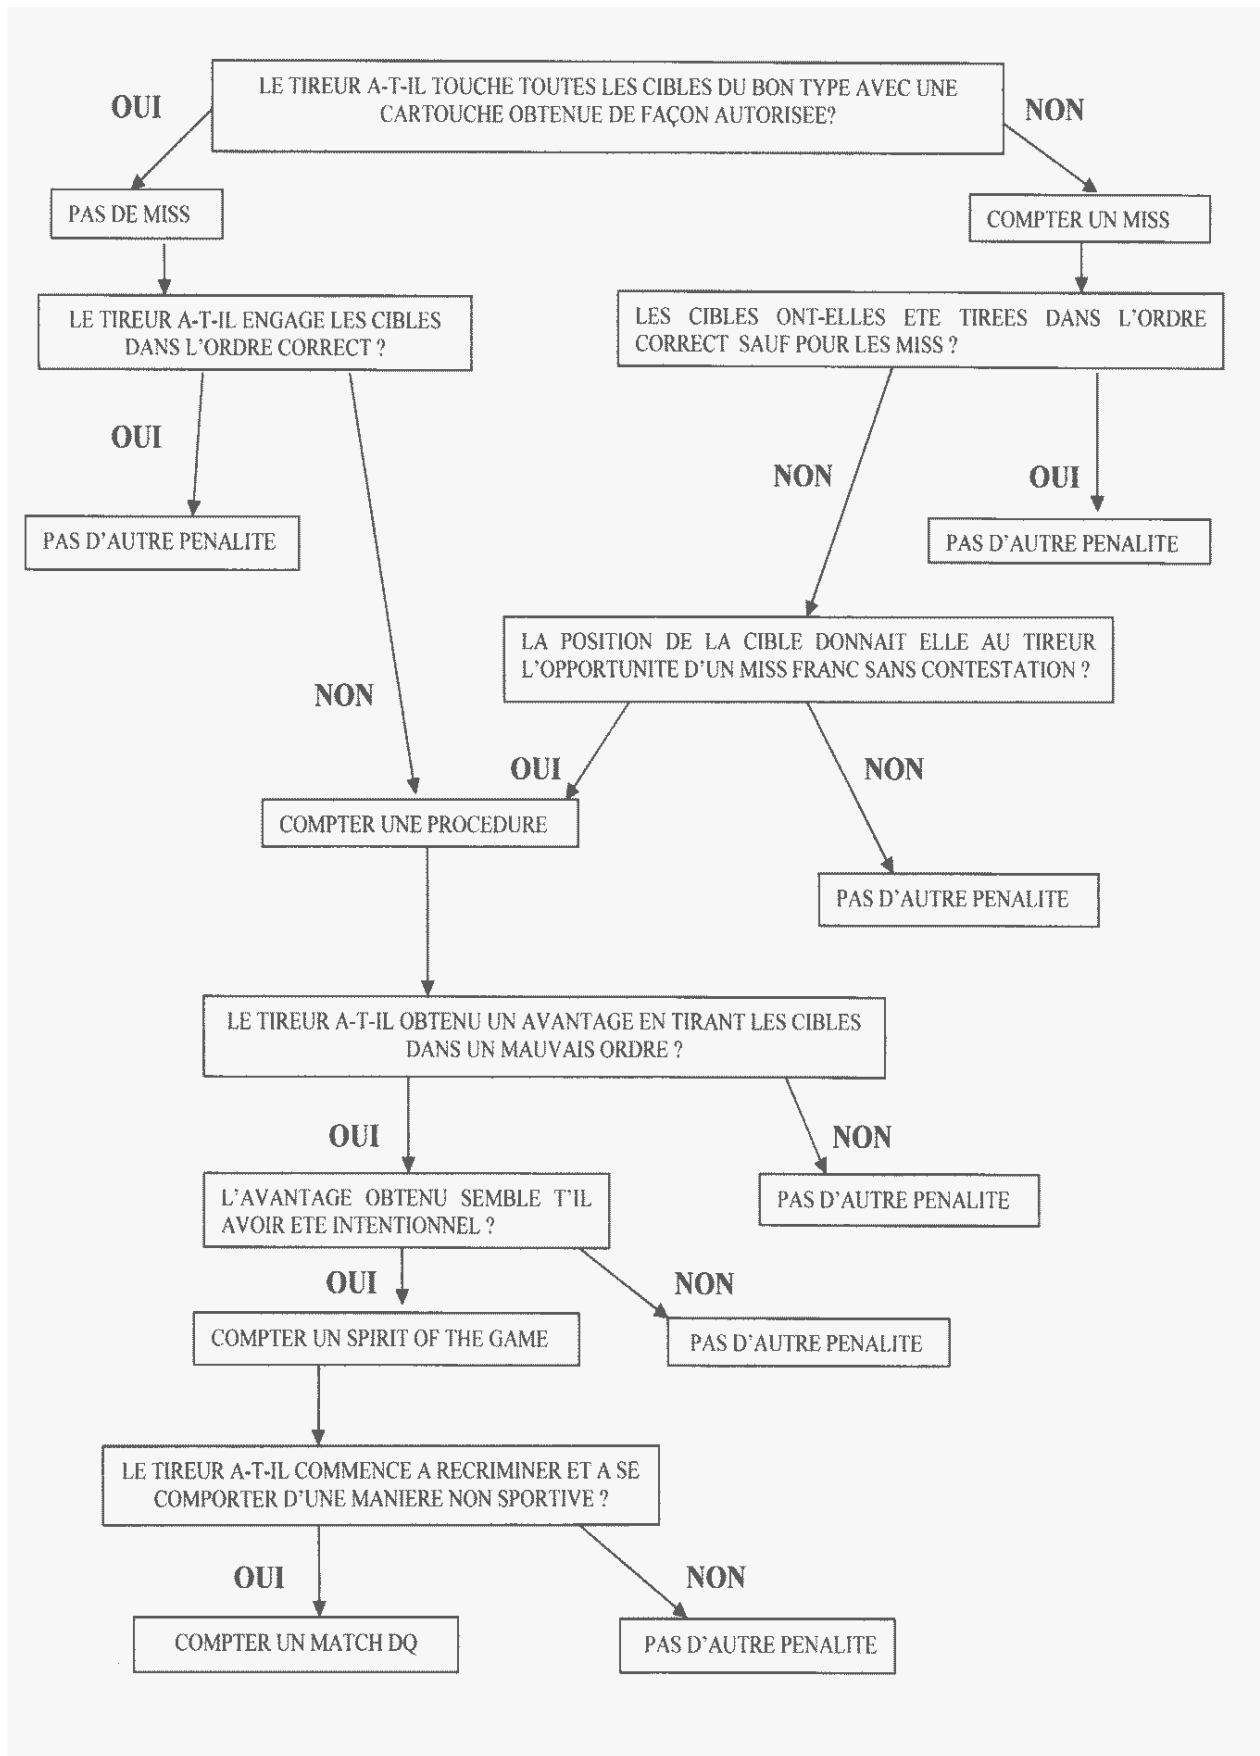 LE TIREUR A-T-IL TOUCHE TOUTES LES CIBLES DU BON TYPE AVEC UNE
CARTOUCHE OBTENUE DE FAÇON AUTORISEE?
OUI
NON
PAS DE MISS
COMPTER UN MISS
LE TIREUR A-T-IL ENGAGE LES CIBLES
DANS L'ORDRE CORRECT ?
LES CIBLES ONT-ELLES ETE TIREES DANS L'ORDRE
CORRECT SAUF POUR LES MISS ?
OUI
NON
OUI
PAS D'AUTRE PENALITE
PAS D'AUTRE PENALITE
LA POSITION DE LA CIBLE DONNAIT ELLE AU TIREUR
L'OPPORTUNITE D'UN MISS FRANC SANS CONTESTATION ?
NON
OUI
NON
COMPTER UNE PROCEDURE
PAS D'AUTRE PENALITE
LE TIREUR A-T-IL OBTENU UN AVANTAGE EN TIRANT LES CIBLES
DANS UN MAUVAIS ORDRE ?
OUI
NON
L'AVANTAGE OBTENU SEMBLE T'IL
AVOIR ETE INTENTIONNEL ?
PAS D'AUTRE PENALITE
OUI
NON
COMPTER UN SPIRIT OF THE GAME
PAS D'AUTRE PENALITE
LE TIREUR A-T-IL COMMENCE A RECRIMINER ET A SE
COMPORTER D'UNE MANIERE NON SPORTIVE ?
OUI
NON
COMPTER UN MATCH DQ
PAS D'AUTRE PENALITE